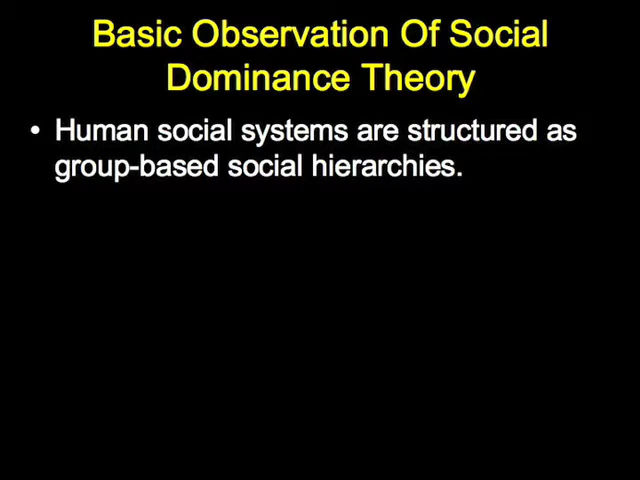 Basic Observation Of Social
Dominance Theory
• Human social systems are structured as
group-based social hierarchies.